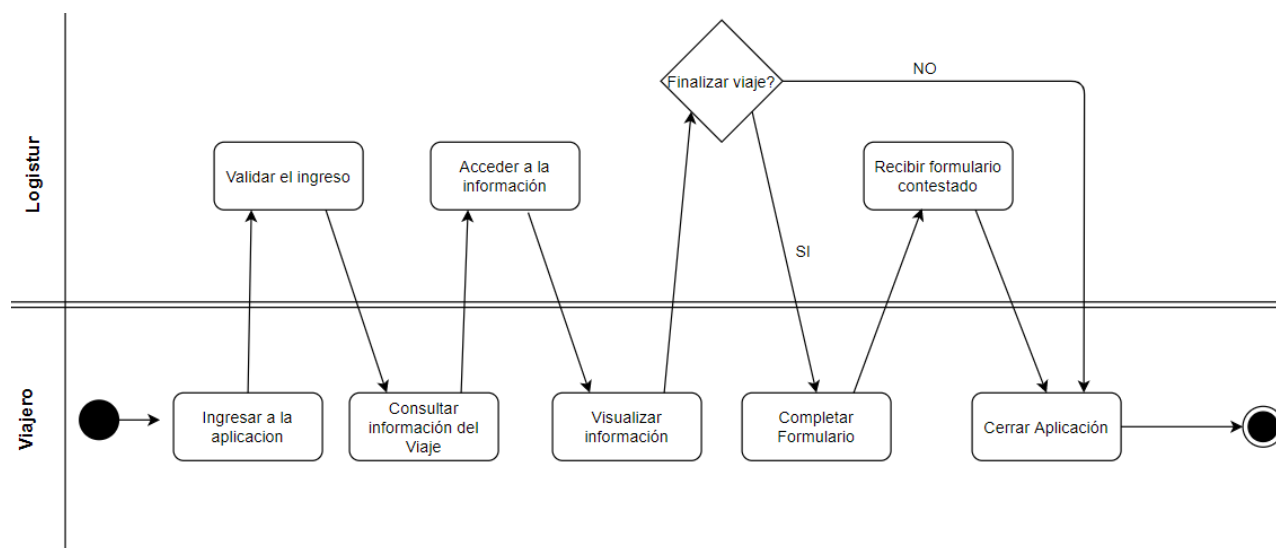 Logistur
Finalizar viaje?
NO
Validar el ingreso
Acceder a la
información
Recibir formulario
contestado
SI
Viajero
Ingresar a la
aplicacion
Consultar
información del
Viaje
Visualizar
información
Completar
Formulario
Cerrar Aplicación